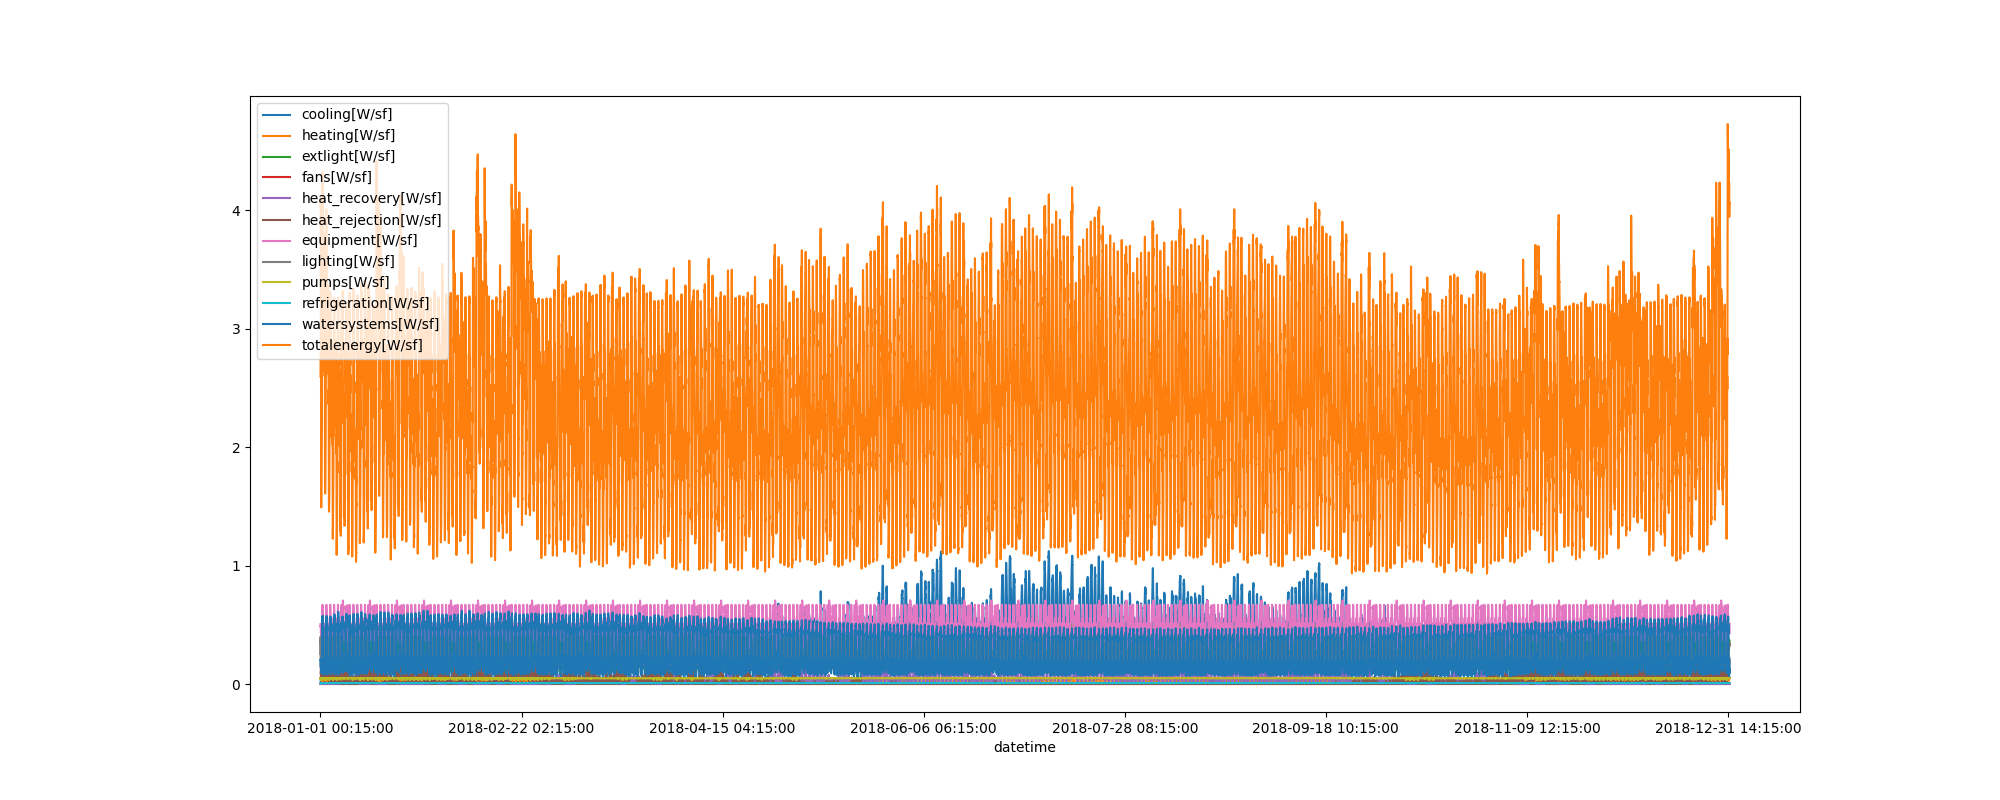 cooling[W/sf]
heating[W/sf]
extlight[W/sf]
fans[W/sf]
heat_recovery[W/sf]
heat_rejection[W/sf]
equipment[W/sf]
lighting[W/sf]
pumps[W/sf]
refrigeration[W/sf]
watersystems[W/sf]
totalenergy[W/sf]
4
3
2
1
0
2018-01-01 00:15:00 2018-02-22 02:15:00 2018-04-15 04:15:00 2018-06-06 06:15:00 2018-07-28 08:15:00 2018-09-18 10:15:00 2018-11-09 12:15:00 2018-12-31 14:15:00
datetime